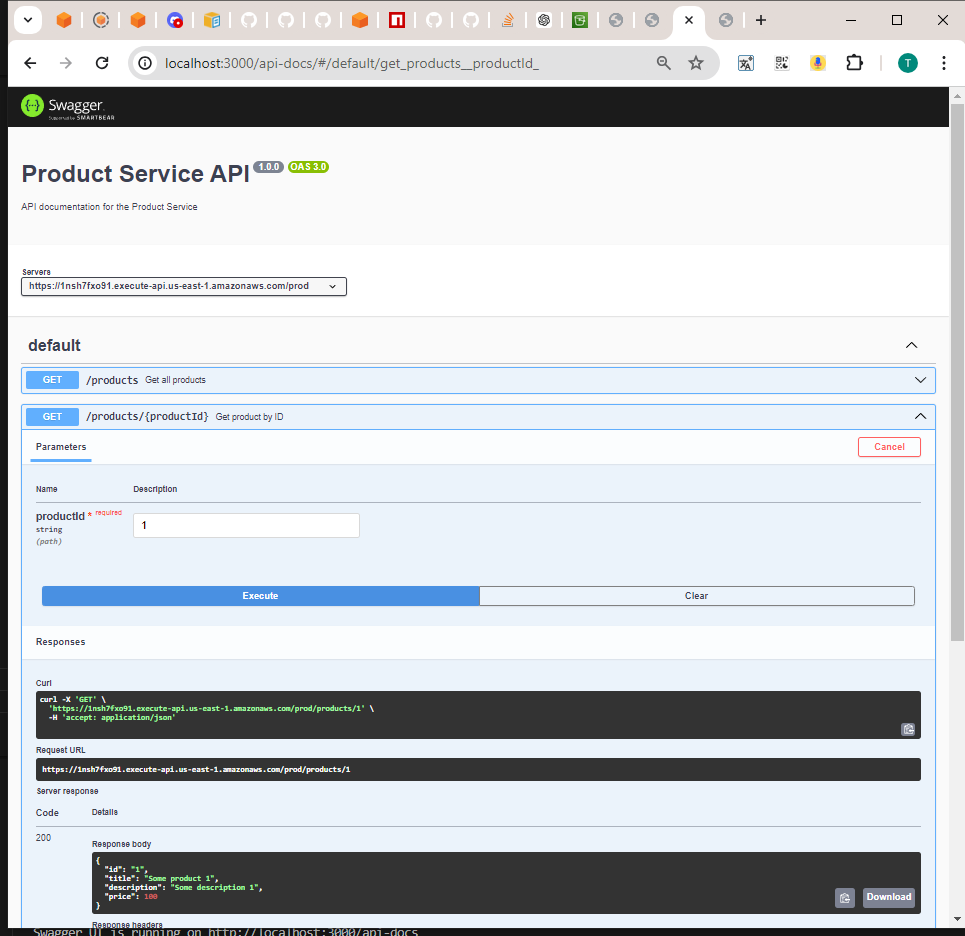 localhost:3000/api-docs/#/default/get_products__productId_
T
Swagger.
Supported by SMARTBEAR
Product Service API 1.0.0 OAS 3.0
API documentation for the Product Service
Servers
https://1nsh7fxo91.execute-api.us-east-1.amazonaws.com/prod
default
GET /products Get all products
GET /products/{productId} Get product by ID
Parameters
Cancel
Name Description
productId * required
string
(path)
1
Execute Clear
Responses
Curl
curl -X 'GET' \
'https://1nsh7fxo91.execute-api.us-east-1.amazonaws.com/prod/products/1' \
-H 'accept: application/json'
Request URL
https://1nsh7fxo91.execute-api.us-east-1.amazonaws.com/prod/products/1
Server response
Code Details
200
Response body
{
"id": "1",
"title": "Some product 1",
"description": "Some description 1",
"price": 100
}
Download
Response headers
Swagger UI is running on http://localhost:3000/api-docs